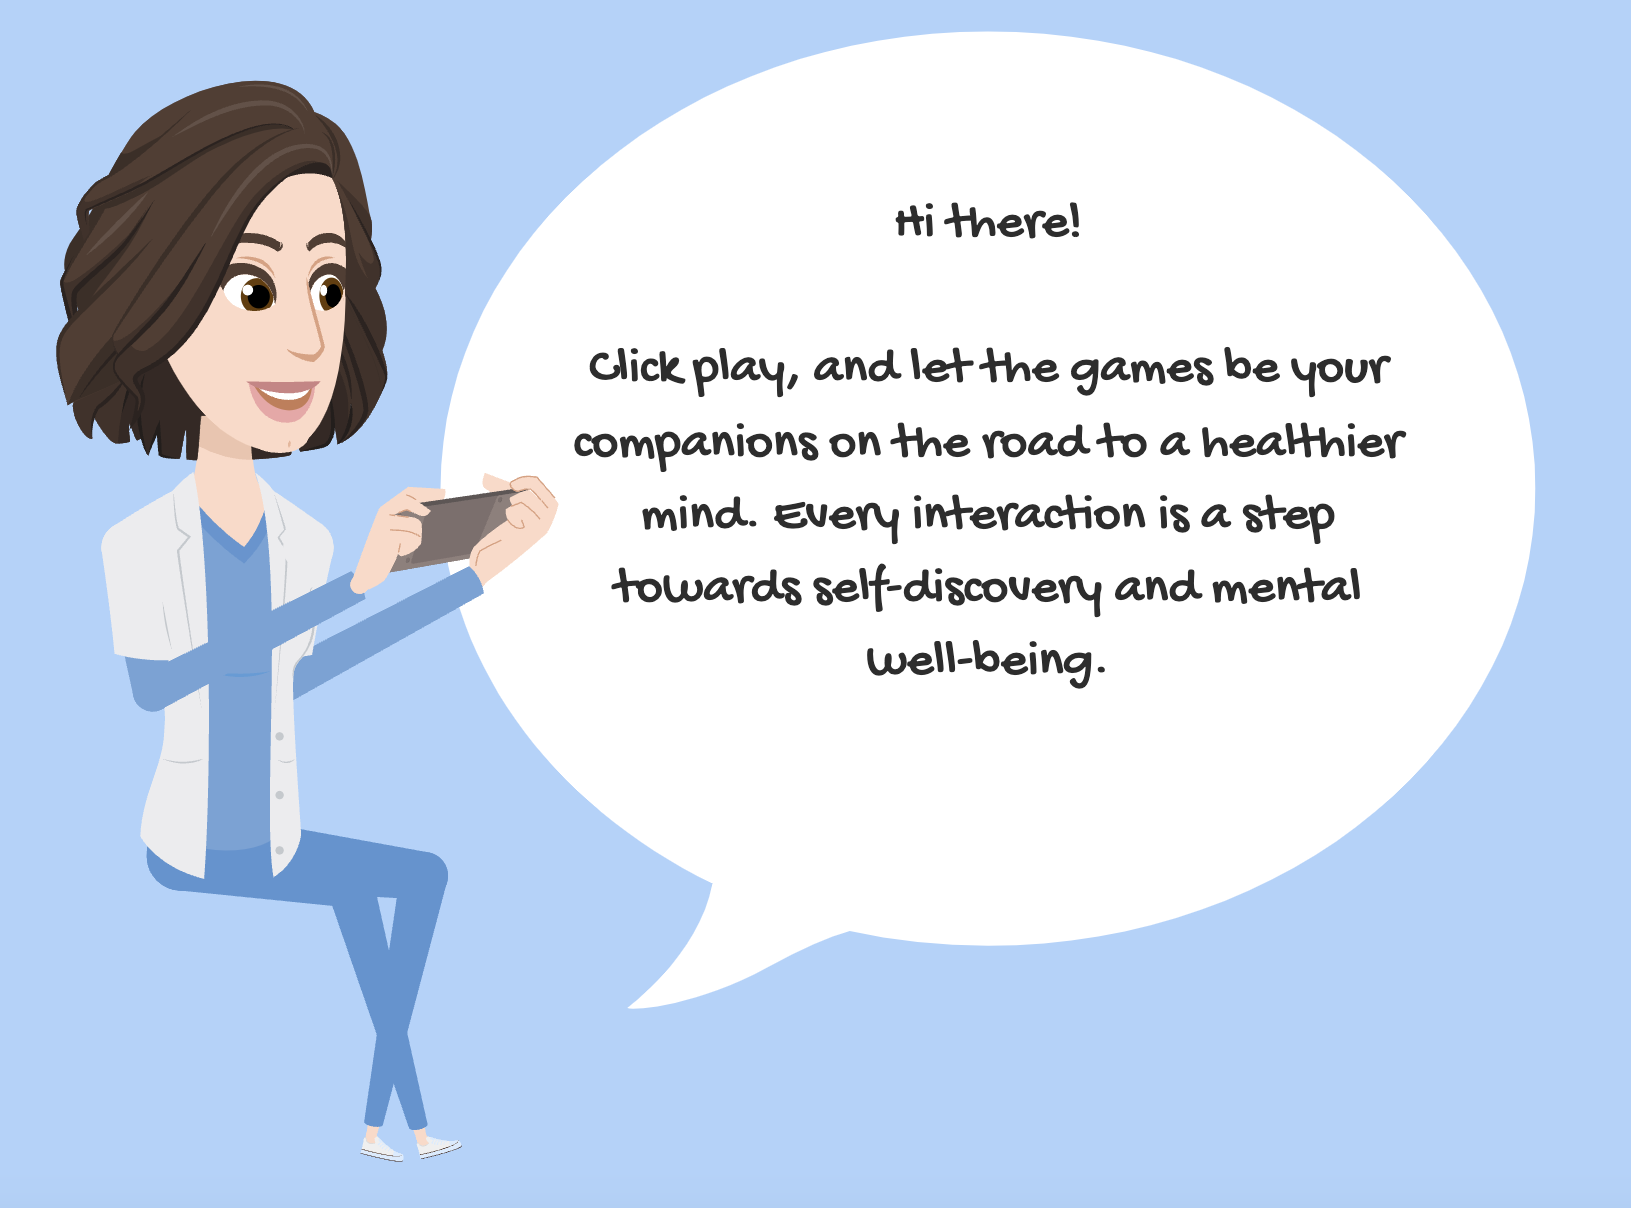 Hi there!
Click play, and let the games be your
companions on the road to a healthier
mind. Every interaction is a step
towards self-discovery and mental
well-being.